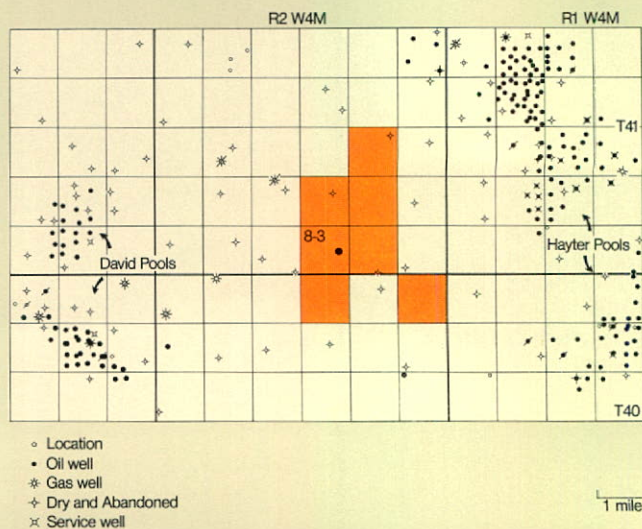 R2 W4M
R1 W4M
T41
8-3
David Pools
Hayter Pools
T40
Location
Oil well
Gas well
Dry and Abandoned
Service well
1 mile